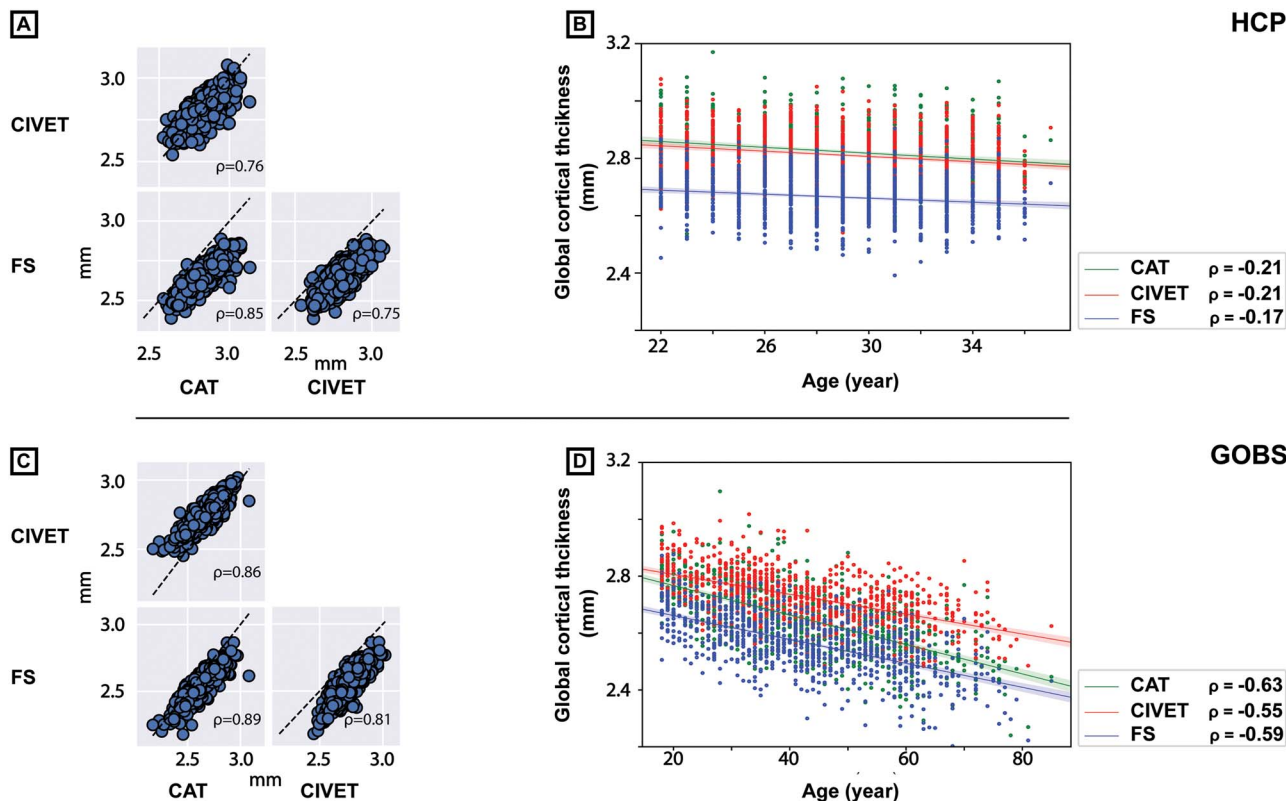 A
B
HCP
3.0
CIVET
2.5
ρ=0.76
3.0
FS
mm
2.5
ρ=0.85
ρ=0.75
2.5
3.0
mm
2.5
3.0
CAT
CIVET
3.2
2.8
2.4
Global cortical thcikness
(mm)
22
26
30
34
Age (year)
CAT ρ = -0.21
CIVET ρ = -0.21
FS ρ = -0.17
C
D
GOBS
3.0
CIVET
2.5
mm
ρ=0.86
3.0
FS
2.5
ρ=0.89
ρ=0.81
2.5
3.0
mm
2.5
3.0
CAT
CIVET
3.2
2.8
2.4
Global cortical thcikness
(mm)
20
40
60
80
Age (year)
CAT ρ = -0.63
CIVET ρ = -0.55
FS ρ = -0.59